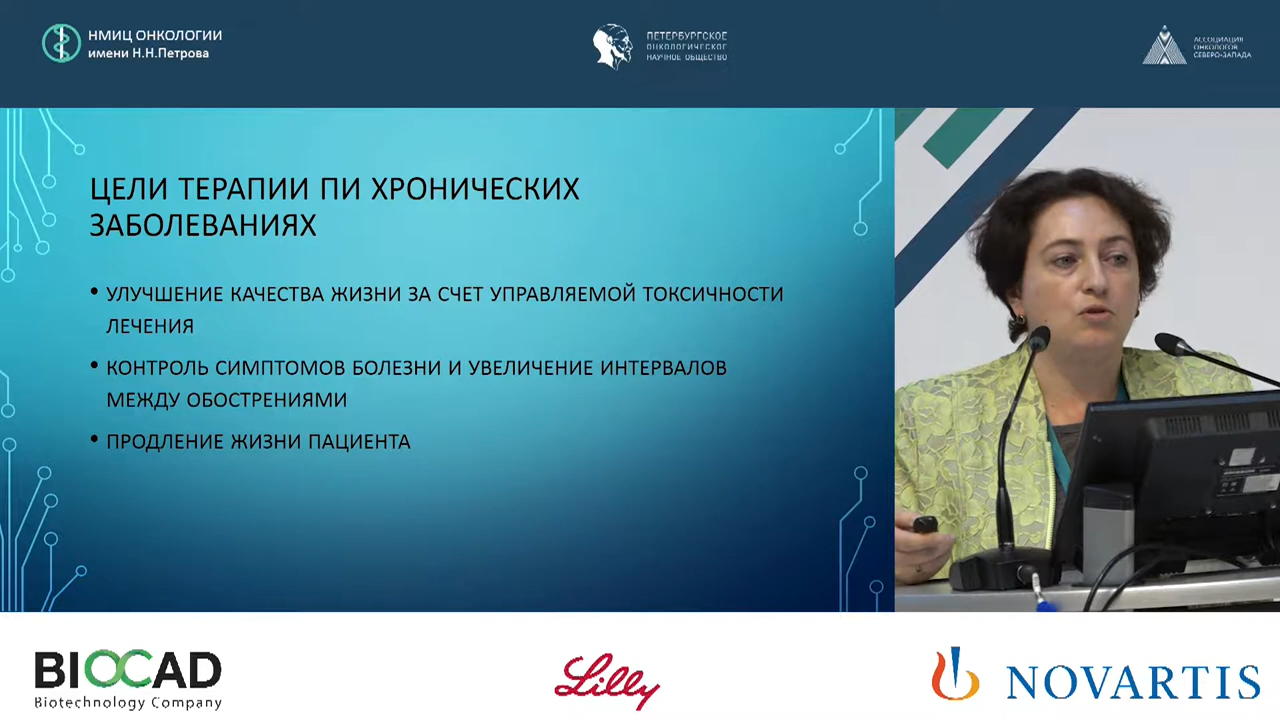 НМИЦ ОНКОЛОГИИ
имени Н.Н.Петрова
ПЕТЕРБУРГСКОЕ
ОНКОЛОГИЧЕСКОЕ
НАУЧНОЕ ОБЩЕСТВО
АССОЦИАЦИЯ
ОНКОЛОГОВ
СЕВЕРО-ЗАПАДА
ЦЕЛИ ТЕРАПИИ ПИ ХРОНИЧЕСКИХ
ЗАБОЛЕВАНИЯХ
• УЛУЧШЕНИЕ КАЧЕСТВА ЖИЗНИ ЗА СЧЕТ УПРАВЛЯЕМОЙ ТОКСИЧНОСТИ
ЛЕЧЕНИЯ
• КОНТРОЛЬ СИМПТОМОВ БОЛЕЗНИ И УВЕЛИЧЕНИЕ ИНТЕРВАЛОВ
МЕЖДУ ОБОСТРЕНИЯМИ
• ПРОДЛЕНИЕ ЖИЗНИ ПАЦИЕНТА
BIOCAD
Biotechnology Company
Lilly
NOVARTIS